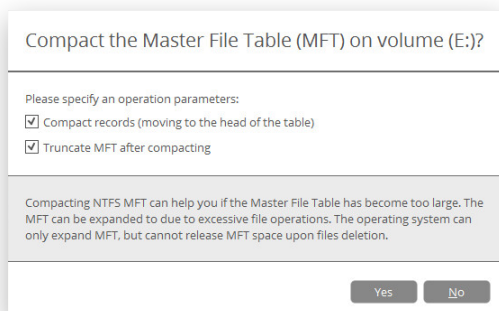 Compact the Master File Table (MFT) on volume (E:)?
Please specify an operation parameters:
Compact records (moving to the head of the table)
Truncate MFT after compacting
Compacting NTFS MFT can help you if the Master File Table has become too large. The
MFT can be expanded to due to excessive file operations. The operating system can
only expand MFT, but cannot release MFT space upon files deletion.
Yes
No